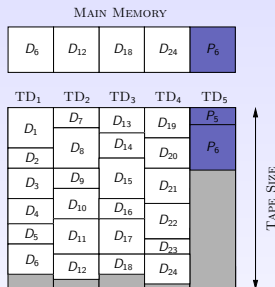 MAIN MEMORY
D6 D12 D18 D24 P6
TD1 TD2 TD3 TD4 TD5
D1 D7 D13 D19 P5
D2 D8 D14 D20 P6
D3 D9 D15 D21
D4 D10 D16 D22
D5 D11 D17 D23
D6 D12 D18 D24
TAPE SIZE